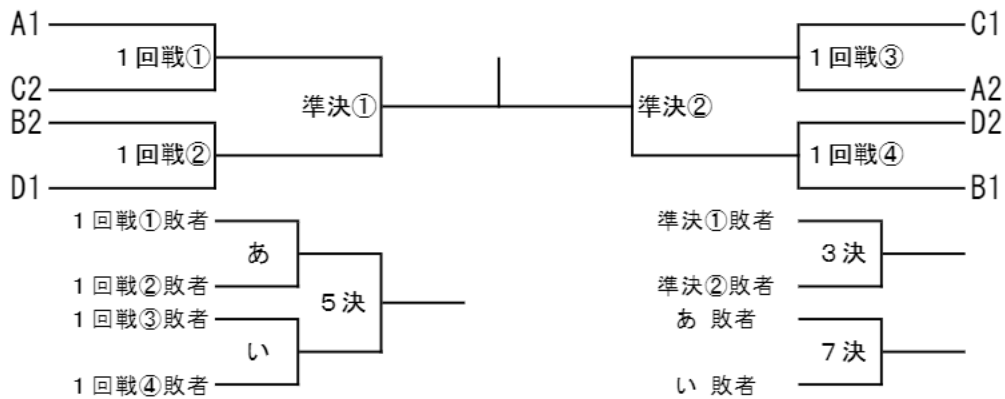 A1
1回戦①
C2
B2
1回戦②
D1
準決①
準決②
C1
1回戦③
A2
D2
1回戦④
B1
1回戦①敗者
あ
1回戦②敗者
1回戦③敗者
い
1回戦④敗者
5決
準決①敗者
3決
準決②敗者
あ 敗者
7決
い 敗者